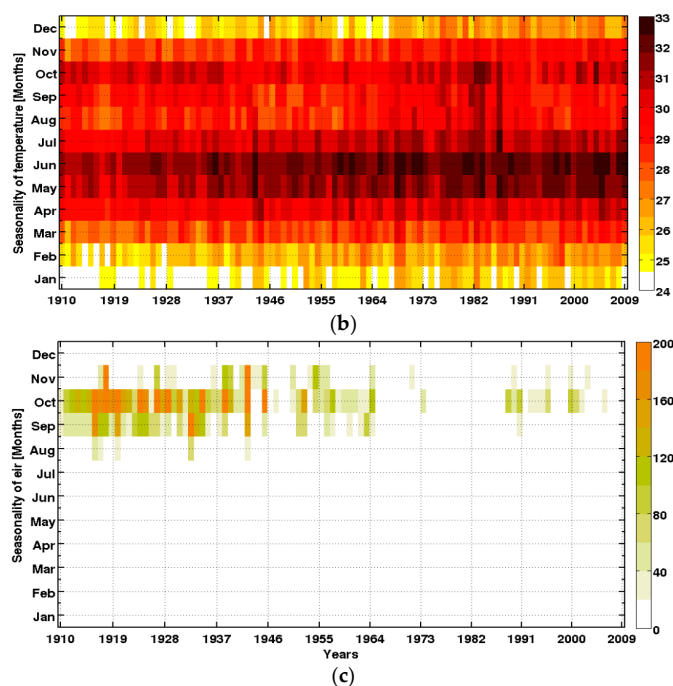 Seasonality of temperature [Months]
Dec
Nov
Oct
Sep
Aug
Jul
Jun
May
Apr
Mar
Feb
Jan
1910 1919 1928 1937 1946 1955 1964 1973 1982 1991 2000 2009
33
32
31
30
29
28
27
26
25
24
(b)
Seasonality of eir [Months]
Dec
Nov
Oct
Sep
Aug
Jul
Jun
May
Apr
Mar
Feb
Jan
1910 1919 1928 1937 1946 1955 1964 1973 1982 1991 2000 2009
Years
200
160
120
80
40
0
(c)